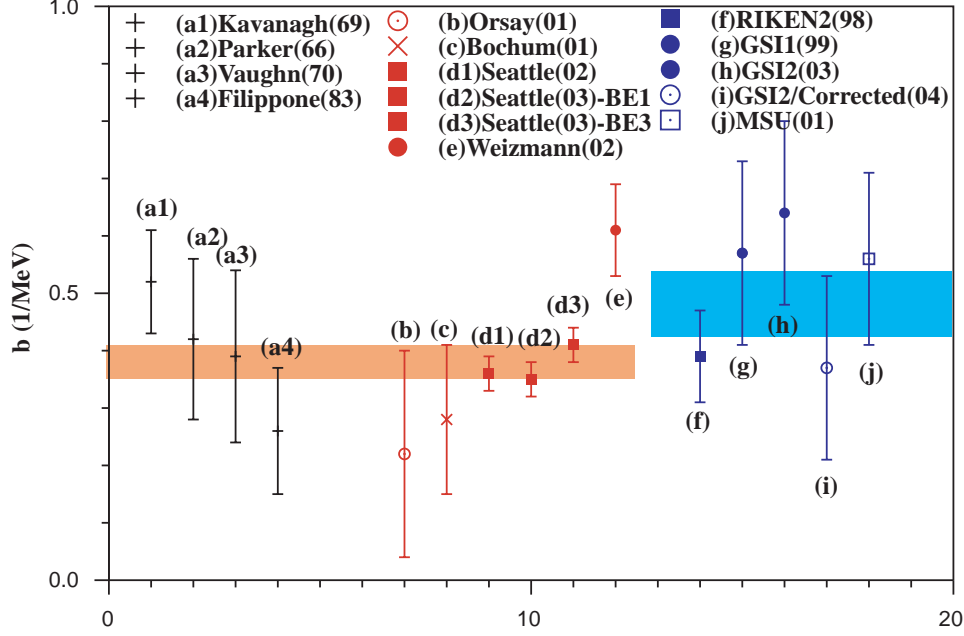 1.0
(a1)Kavanagh(69)
(a2)Parker(66)
(a3)Vaughn(70)
(a4)Filippone(83)
(b)Orsay(01)
(c)Bochum(01)
(d1)Seattle(02)
(d2)Seattle(03)-BE1
(d3)Seattle(03)-BE3
(e)Weizmann(02)
(f)RIKEN2(98)
(g)GSI1(99)
(h)GSI2(03)
(i)GSI2/Corrected(04)
(j)MSU(01)
b (1/MeV)
0.5
0.0
(a1)
(a2)
(a3)
(a4)
(b)
(c)
(d1)
(d2)
(d3)
(e)
(f)
(g)
(h)
(i)
(j)
0
10
20